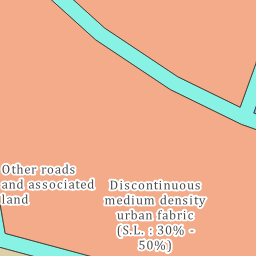 Other roads
and associated
land
Discontinuous
medium density
urban fabric
(S.L. : 30% -
50%)